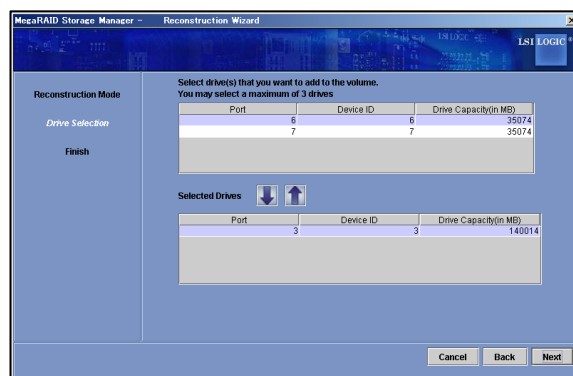 MegaRAID Storage Manager - Reconstruction Wizard
LSI LOGIC
LSI LOGIC
Select drive(s) that you want to add to the volume.
You may select a maximum of 3 drives
Reconstruction Mode
Drive Selection
Finish
Port Device ID Drive Capacity(in MB)
6 6 35074
7 7 35074
Selected Drives
Port Device ID Drive Capacity(in MB)
3 3 140014
Cancel Back Next